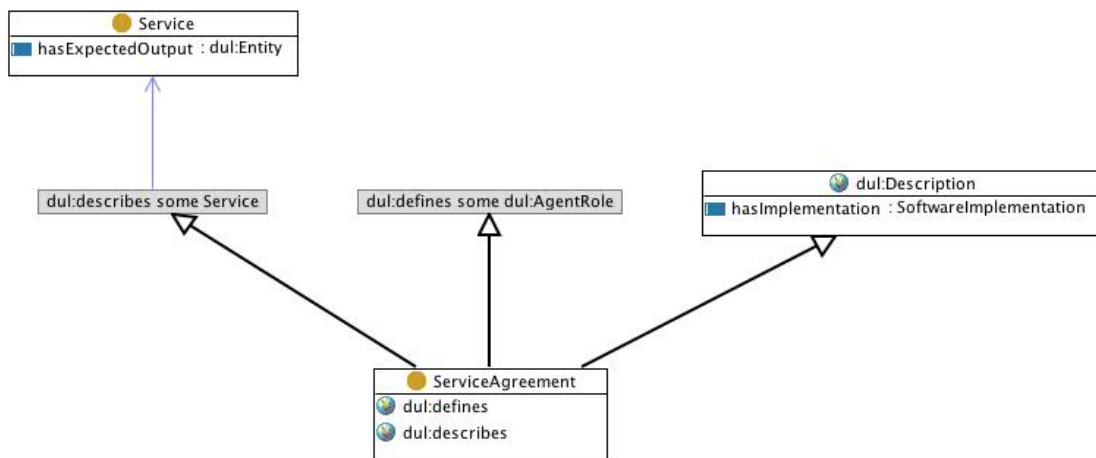 Service
hasExpectedOutput : dul:Entity
dul:describes some Service
dul:defines some dul:AgentRole
dul:Description
hasImplementation : SoftwareImplementation
ServiceAgreement
dul:defines
dul:describes